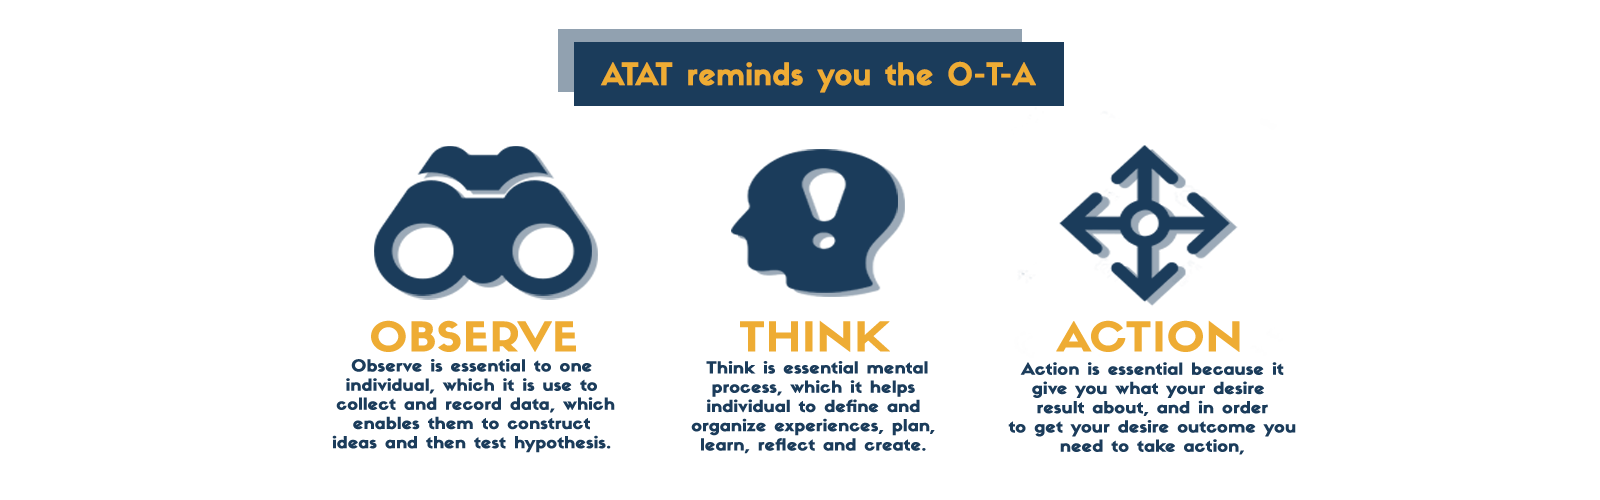 ATAT reminds you the O-T-A
OBSERVE
Observe is essential to one
individual, which it is use to
collect and record data, which
enables them to construct
ideas and then test hypothesis.
THINK
Think is essential mental
process, which it helps
individual to define and
organize experiences, plan,
learn, reflect and create.
ACTION
Action is essential because it
give you what your desire
result about, and in order
to get your desire outcome you
need to take action,